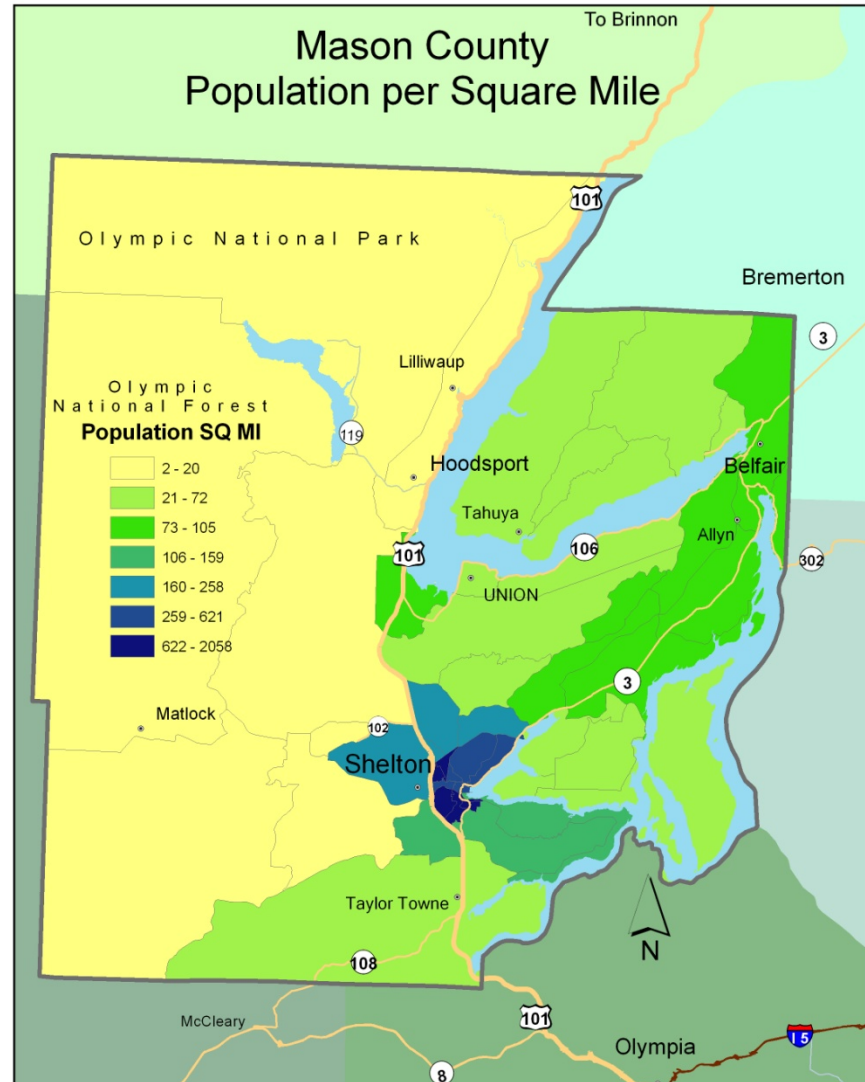 To Brinnon
Mason County
Population per Square Mile
101
Olympic National Park
Bremerton
3
Lilliwaup
Olympic
National Forest
Population SQ MI
119
2 - 20
21 - 72
73 - 105
106 - 159
160 - 258
259 - 621
622 - 2058
Hoodsport
Belfair
Tahuya
Allyn
101
106
302
UNION
3
Matlock
102
Shelton
Taylor Towne
N
108
McCleary
101
Olympia
I 5
8